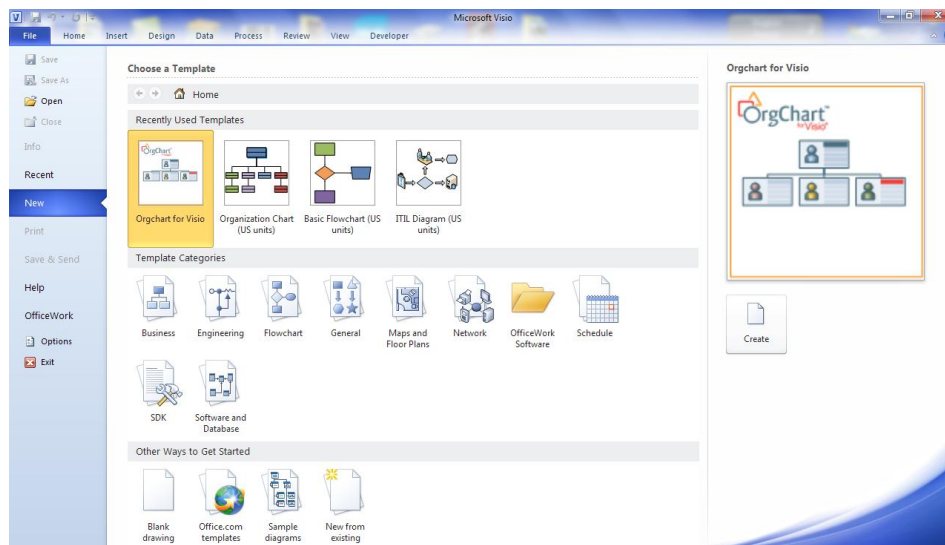 Microsoft Visio
File Home Insert Design Data Process Review View Developer
Save
Save As
Open
Close
Info
Recent
New
Print
Save & Send
Help
OfficeWork
Options
Exit
Choose a Template
Home
Recently Used Templates
OrgChart
Orgchart for Visio
Organization Chart
(US units)
Basic Flowchart (US
units)
ITIL Diagram (US
units)
Template Categories
Business
Engineering
Flowchart
General
Maps and
Floor Plans
Network
OfficeWork
Software
Schedule
SDK
Software and
Database
Other Ways to Get Started
Blank
drawing
Office.com
templates
Sample
diagrams
New from
existing
Orgchart for Visio
OrgChart™
for Visio®
Create